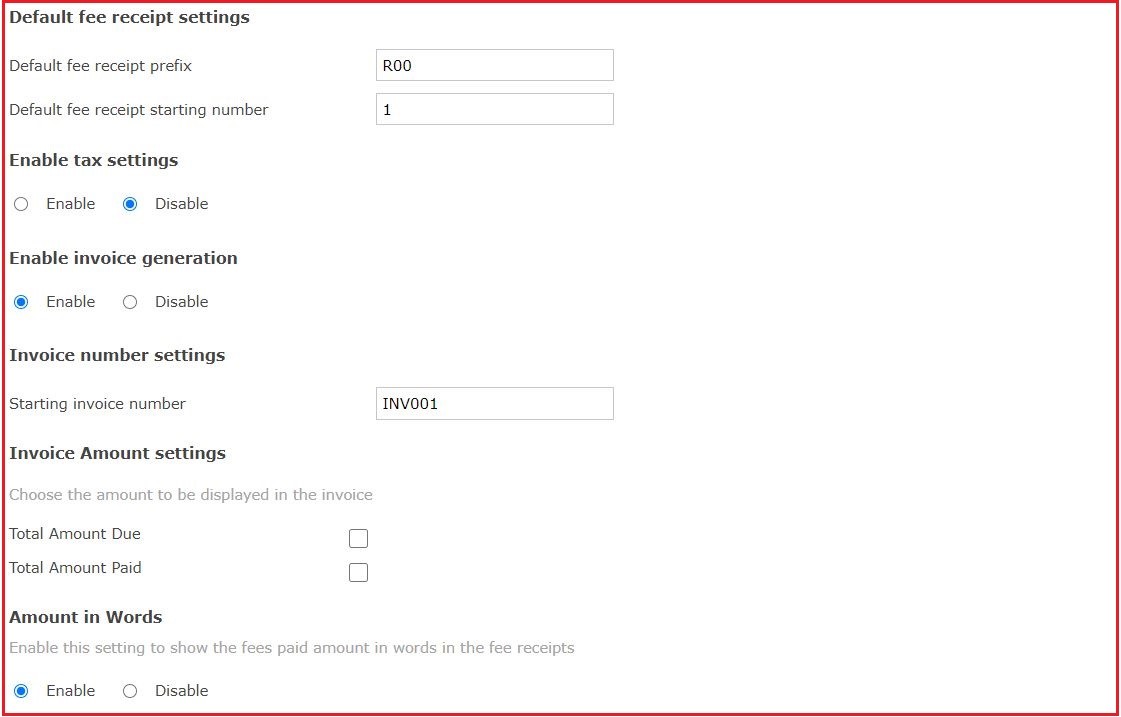 Default fee receipt settings
Default fee receipt prefix R00
Default fee receipt starting number 1
Enable tax settings
Enable Disable
Enable invoice generation
Enable Disable
Invoice number settings
Starting invoice number INV001
Invoice Amount settings
Choose the amount to be displayed in the invoice
Total Amount Due
Total Amount Paid
Amount in Words
Enable this setting to show the fees paid amount in words in the fee receipts
Enable Disable